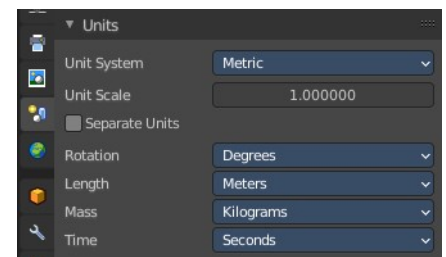 Units
Unit System Metric
Unit Scale 1.000000
Separate Units
Rotation Degrees
Length Meters
Mass Kilograms
Time Seconds